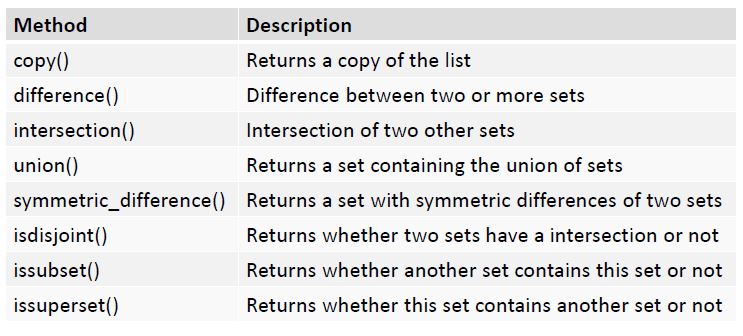 Method Description
copy() Returns a copy of the list
difference() Difference between two or more sets
intersection() Intersection of two other sets
union() Returns a set containing the union of sets
symmetric_difference() Returns a set with symmetric differences of two sets
isdisjoint() Returns whether two sets have a intersection or not
issubset() Returns whether another set contains this set or not
issuperset() Returns whether this set contains another set or not